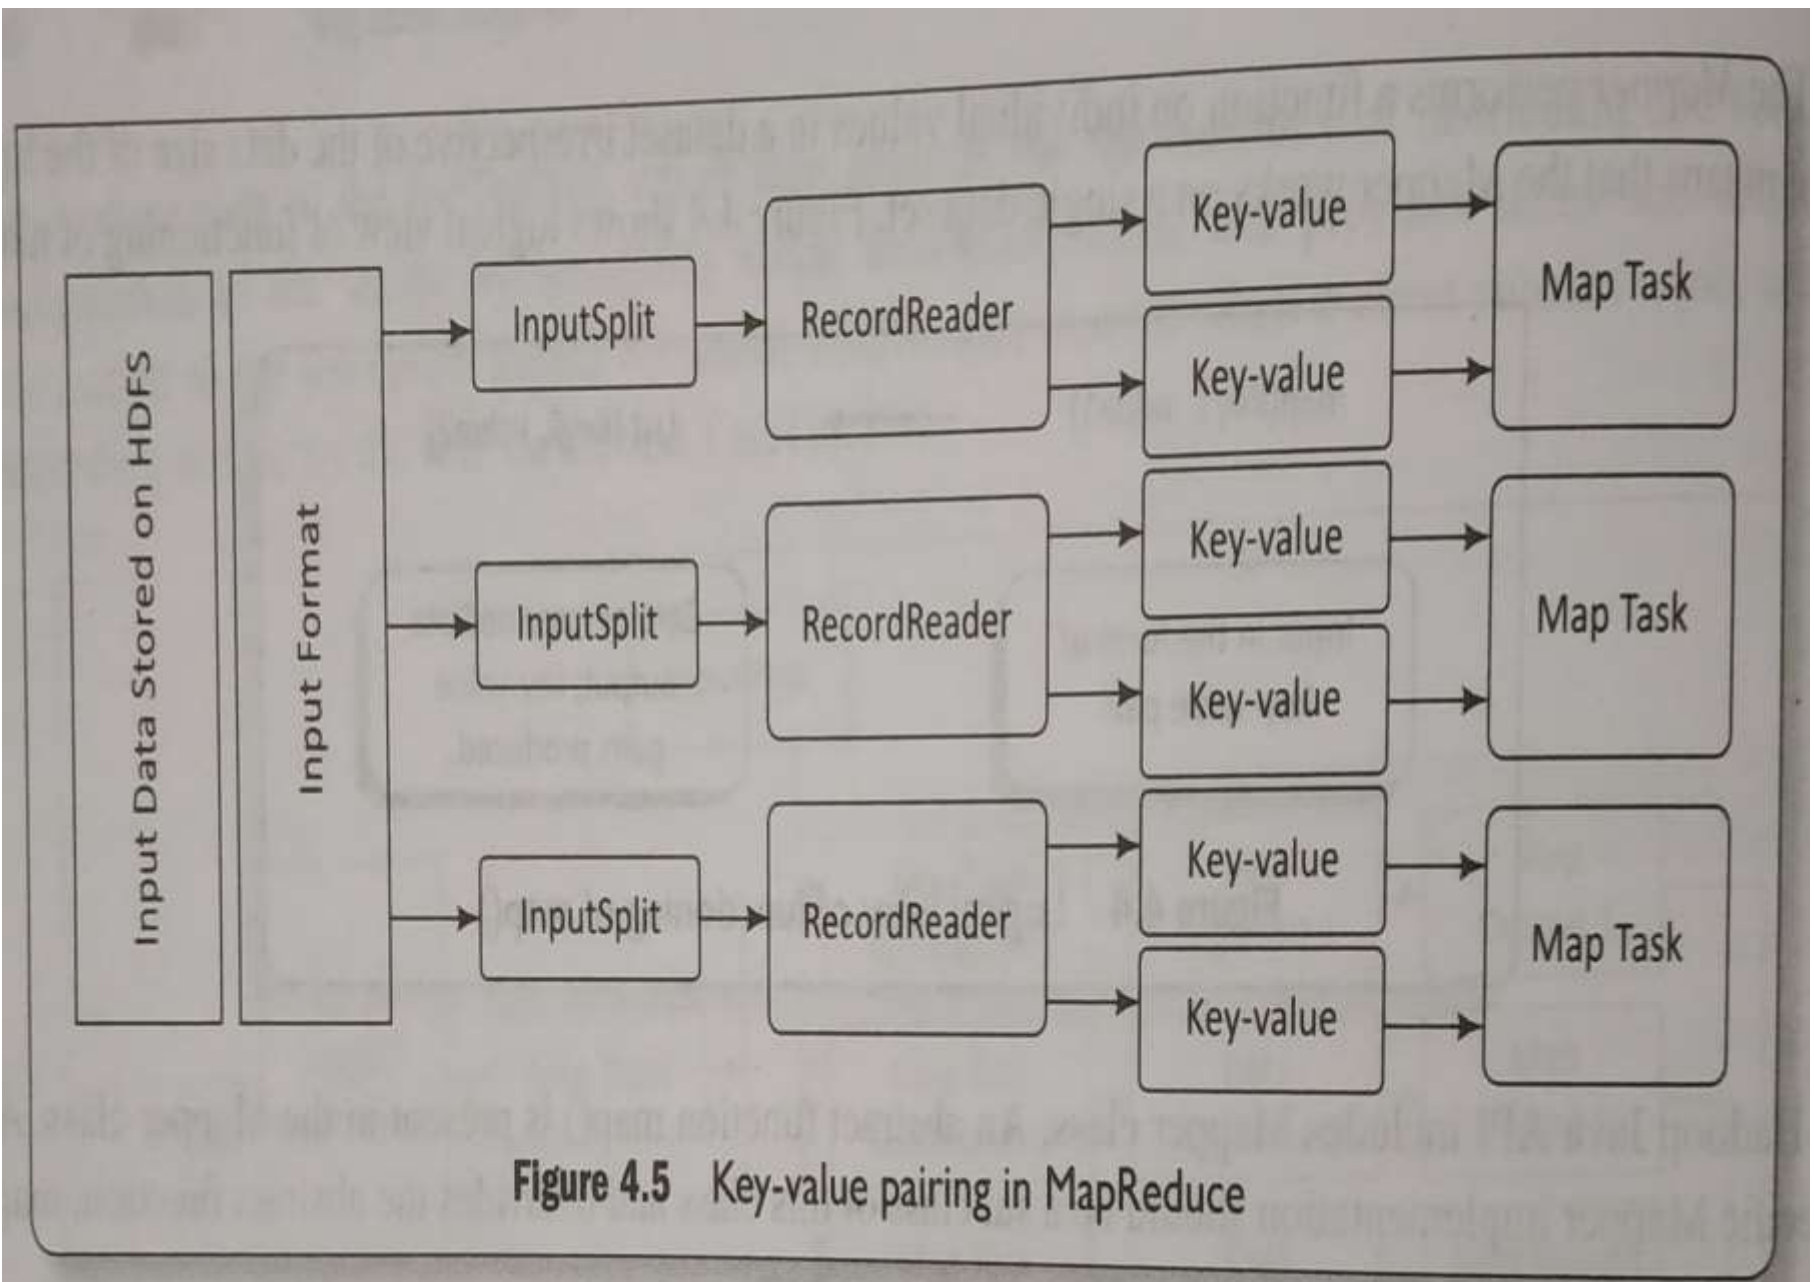 Input Data Stored on HDFS
Input Format
InputSplit
RecordReader
Key-value
Key-value
Map Task
InputSplit
RecordReader
Key-value
Key-value
Map Task
InputSplit
RecordReader
Key-value
Key-value
Map Task
Figure 4.5 Key-value pairing in MapReduce